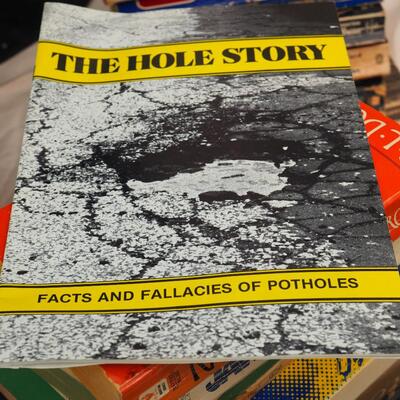 THE HOLE STORY
FACTS AND FALLACIES OF POTHOLES